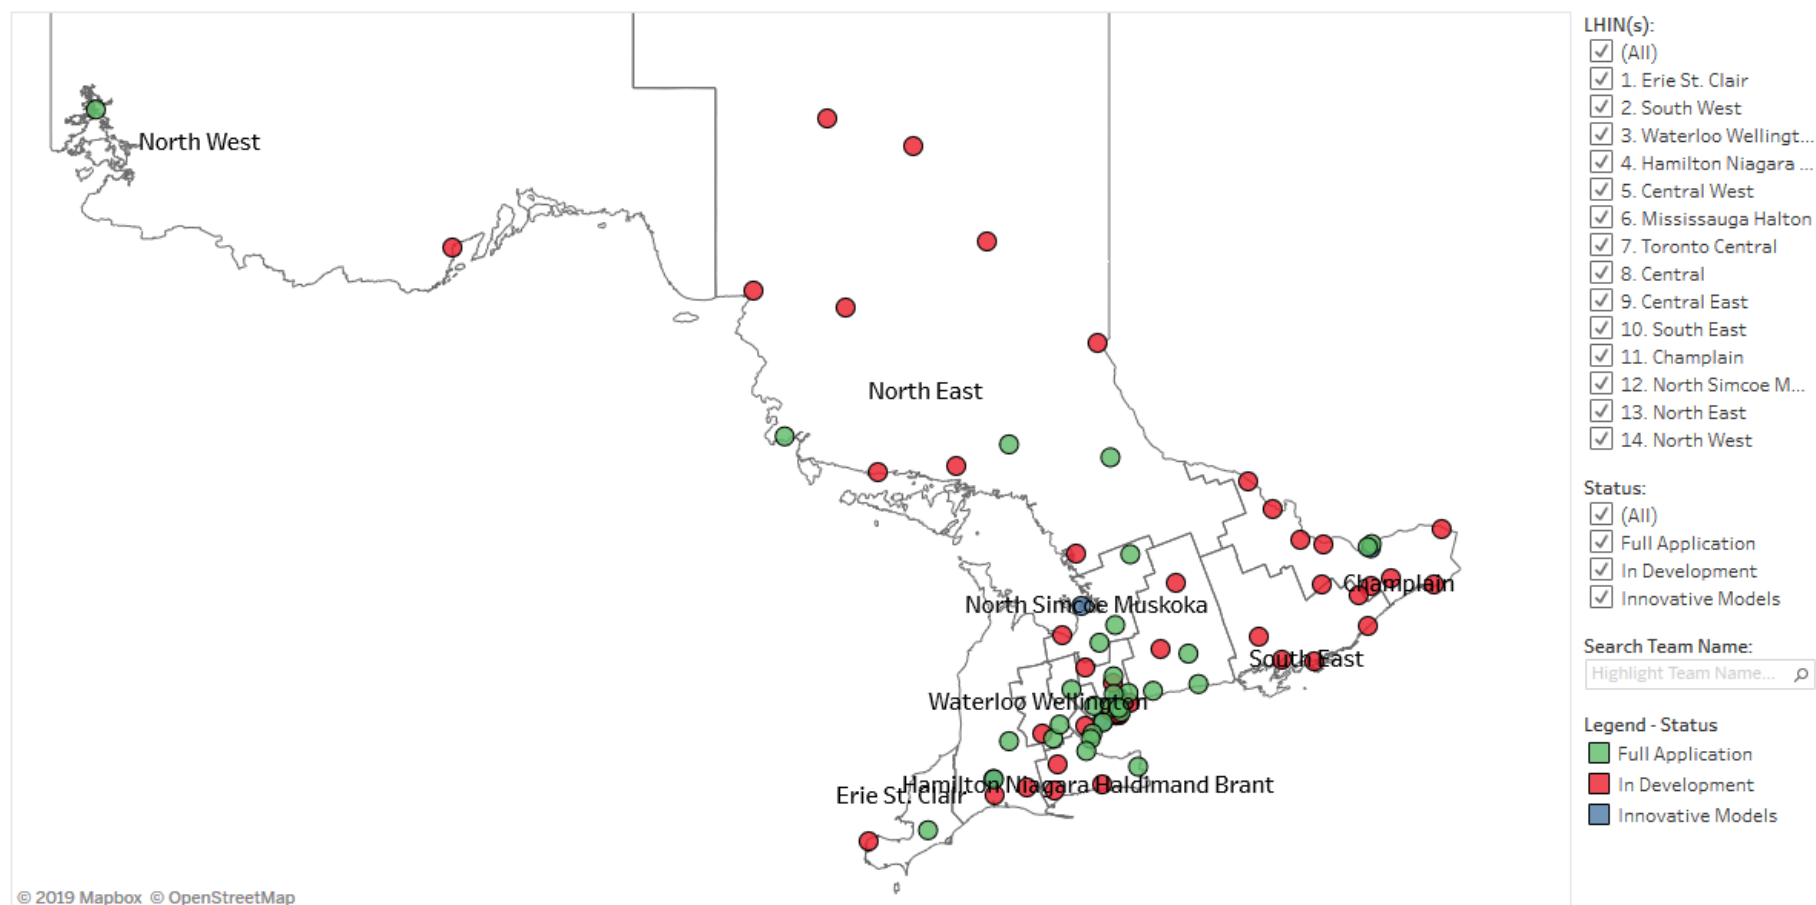 North West
North East
North Simcoe Muskoka
Champlain
South East
Waterloo Wellington
Hamilton Niagara Haldimand Brant
Erie St. Clair
© 2019 Mapbox © OpenStreetMap
LHIN(s):
(All)
1. Erie St. Clair
2. South West
3. Waterloo Wellingt...
4. Hamilton Niagara ...
5. Central West
6. Mississauga Halton
7. Toronto Central
8. Central
9. Central East
10. South East
11. Champlain
12. North Simcoe M...
13. North East
14. North West
Status:
(All)
Full Application
In Development
Innovative Models
Search Team Name:
Highlight Team Name...
Legend - Status
Full Application
In Development
Innovative Models